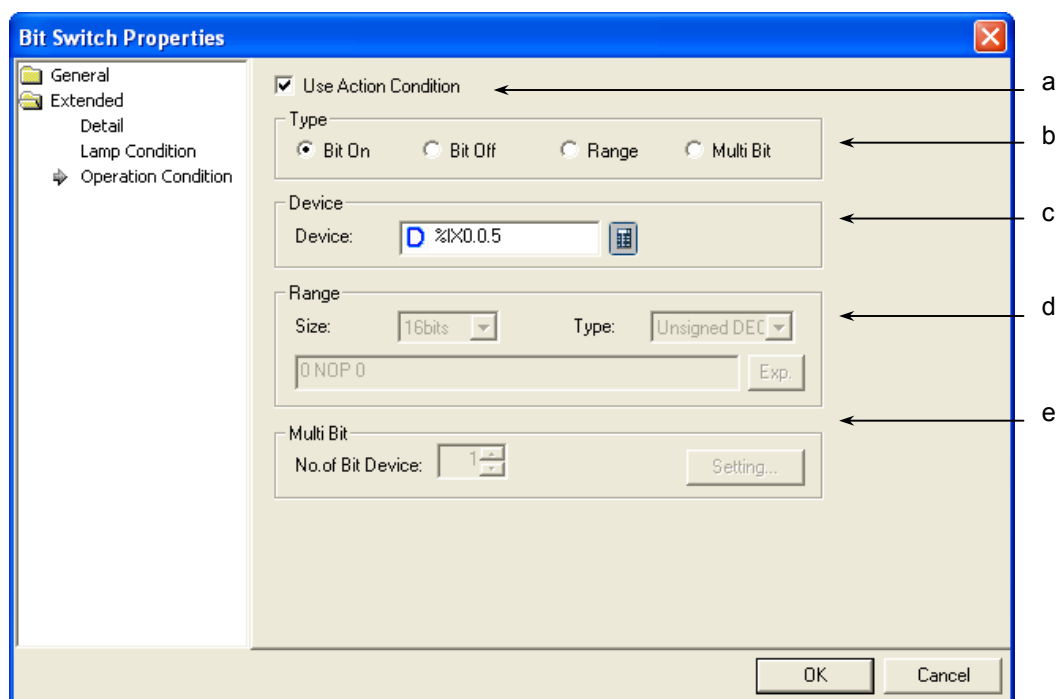 Bit Switch Properties
General
Extended
Detail
Lamp Condition
Operation Condition
Use Action Condition
a
Type
Bit On Bit Off Range Multi Bit
b
Device
Device: D %IX0.0.5
c
Range
Size: 16bits Type: Unsigned DEC
0 NOP 0 Exp.
d
Multi Bit
No.of Bit Device: 1 Setting...
e
OK Cancel